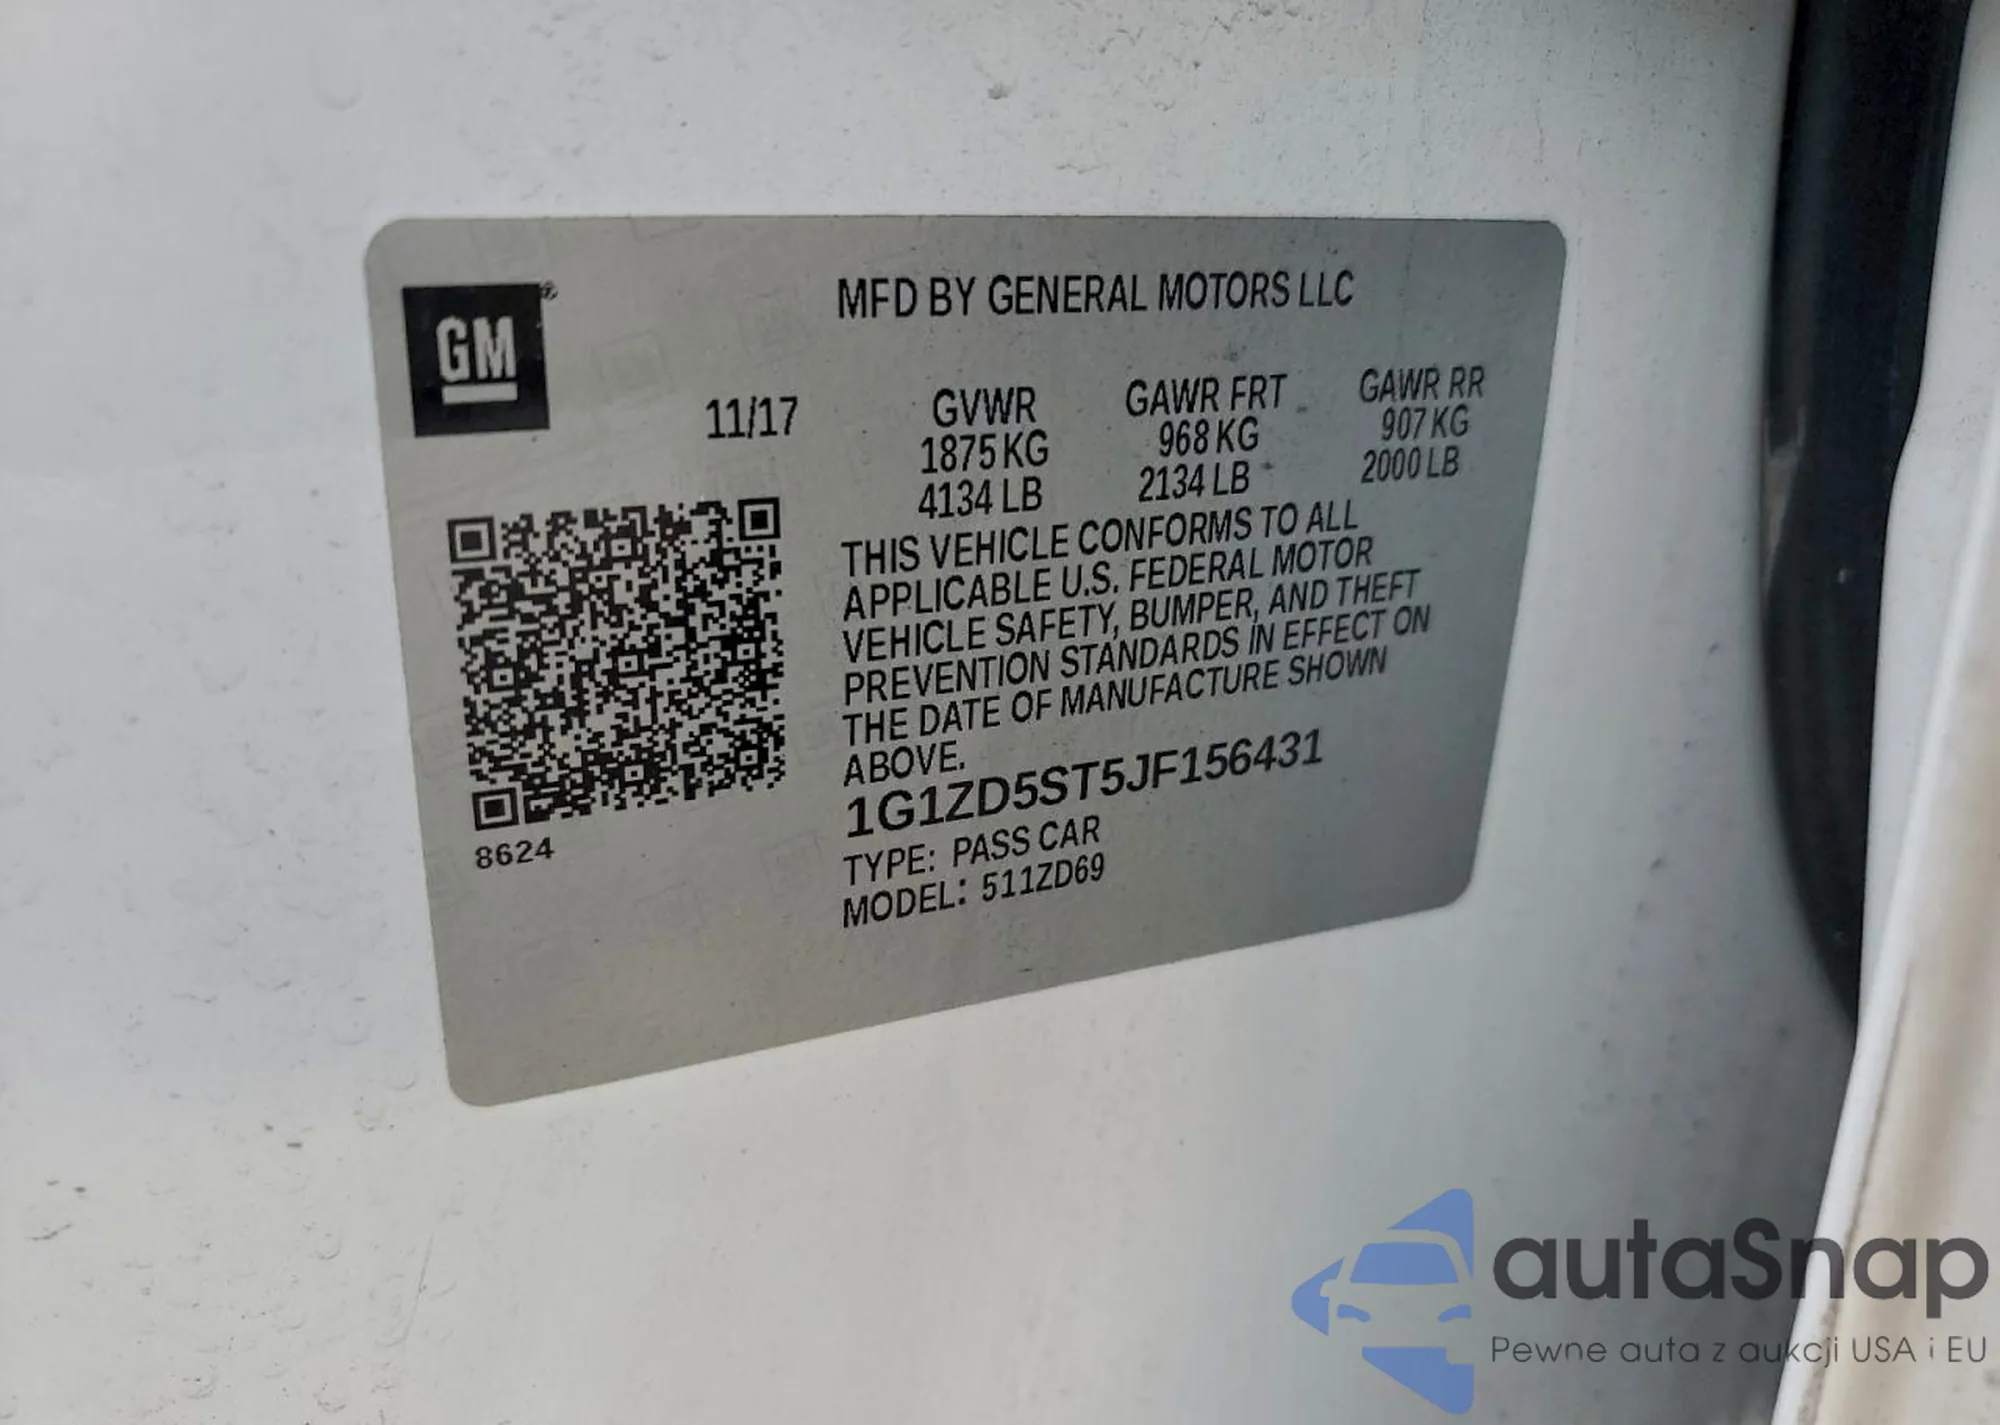 GM®
MFD BY GENERAL MOTORS LLC
11/17
GVWR
1875 KG
4134 LB
GAWR FRT
968 KG
2134 LB
GAWR RR
907 KG
2000 LB
THIS VEHICLE CONFORMS TO ALL
APPLICABLE U.S. FEDERAL MOTOR
VEHICLE SAFETY, BUMPER, AND THEFT
PREVENTION STANDARDS IN EFFECT ON
THE DATE OF MANUFACTURE SHOWN
ABOVE.
1G1ZD5ST5JF156431
TYPE: PASS CAR
MODEL: 511ZD69
8624
autaSnap
Pewne auta z aukcji USA i EU